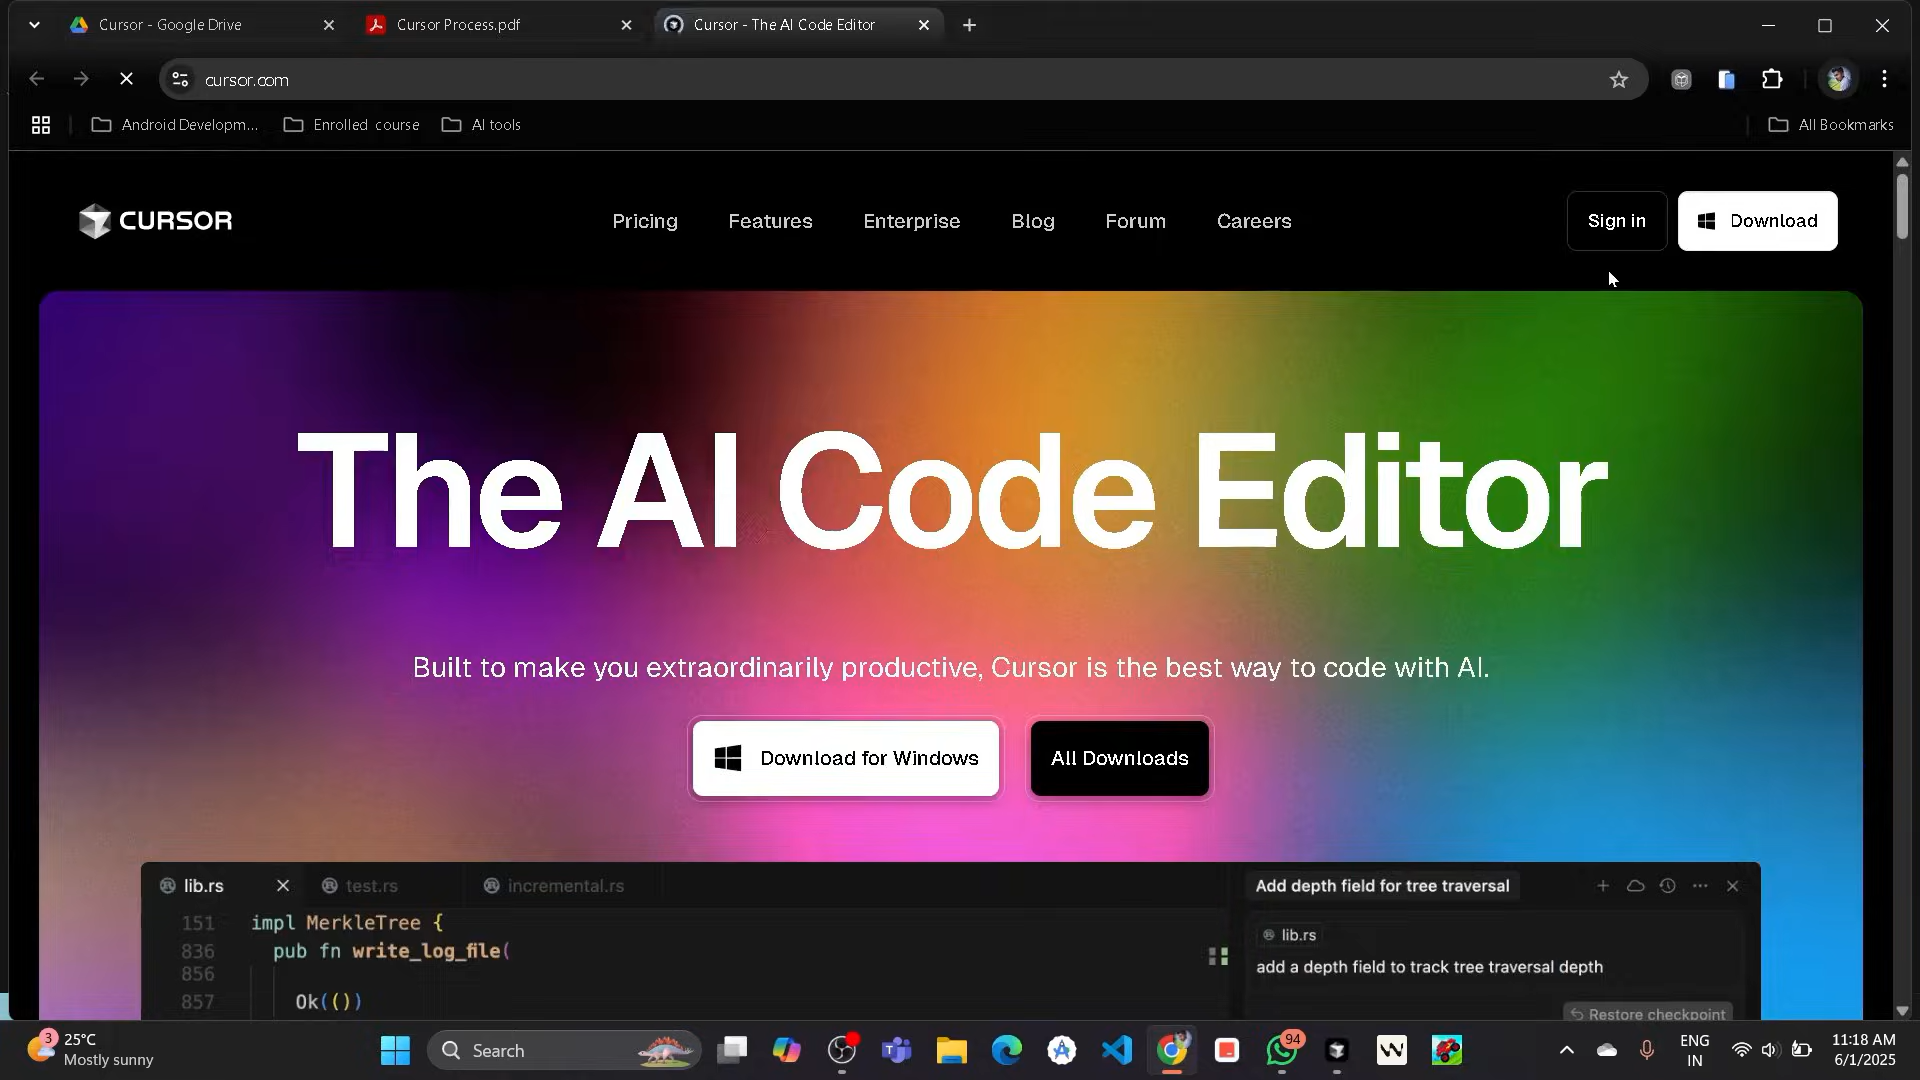 Cursor - Google Drive
Cursor Process.pdf
Cursor - The AI Code Editor
cursor.com
Android Developm...
Enrolled course
AI tools
All Bookmarks
CURSOR
Pricing
Features
Enterprise
Blog
Forum
Careers
Sign in
Download
The AI Code Editor
Built to make you extraordinarily productive, Cursor is the best way to code with AI.
Download for Windows
All Downloads
lib.rs
test.rs
incremental.rs
Add depth field for tree traversal
151 impl MerkleTree {
836 pub fn write_log_file(
856
857 Ok(())
lib.rs
add a depth field to track tree traversal depth
Restore checkpoint
3
25°C
Mostly sunny
Search
94
ENG
IN
11:18 AM
6/1/2025